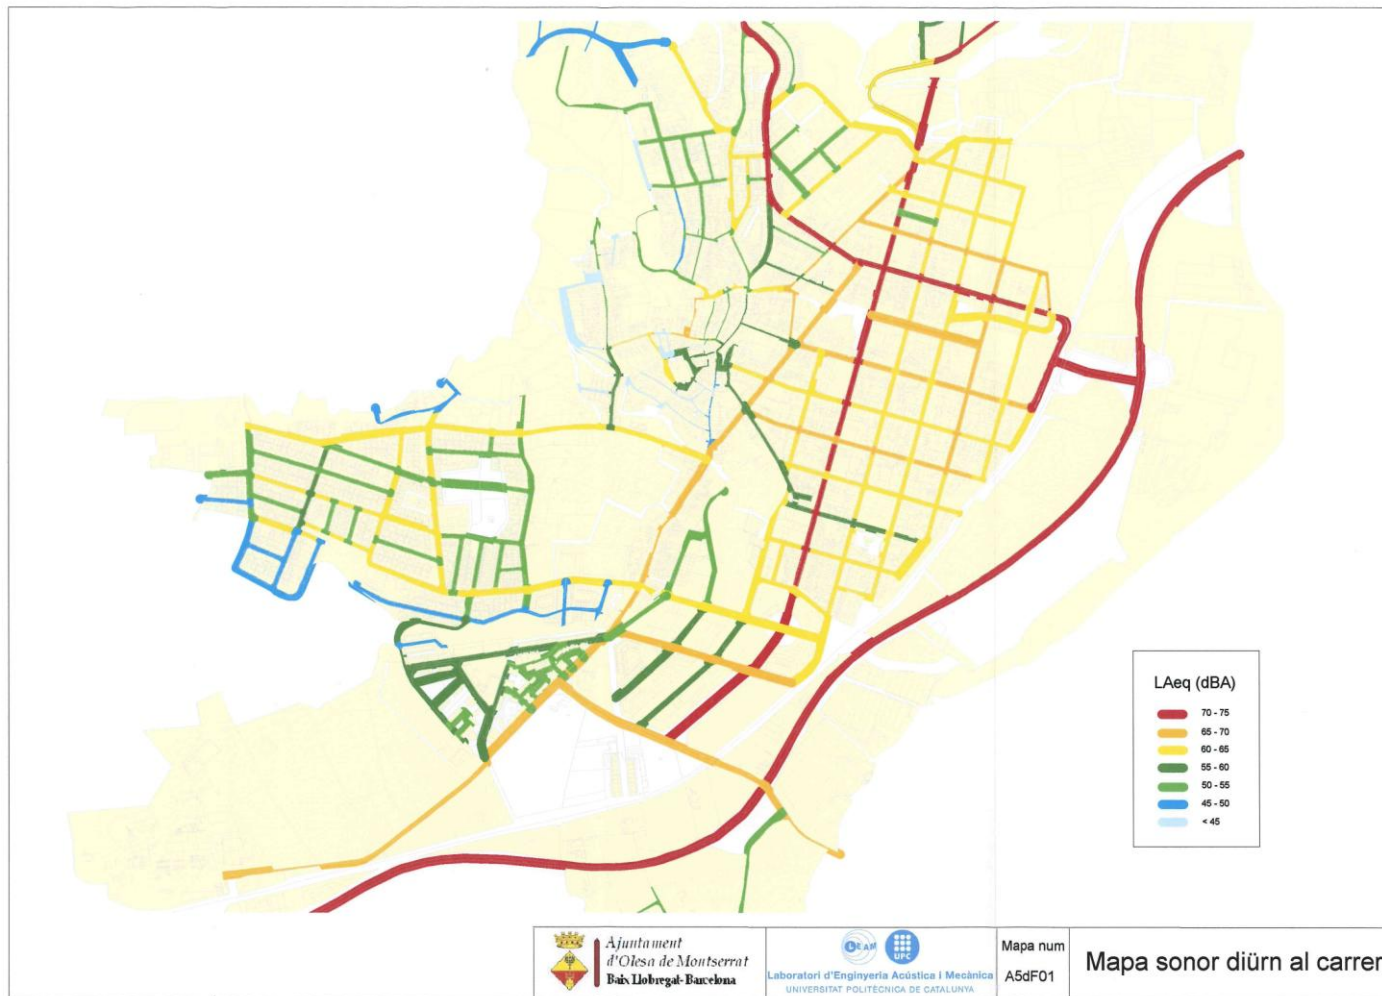 LAeq (dBA)
70 - 75
65 - 70
60 - 65
55 - 60
50 - 55
45 - 50
< 45
Ajuntament
d'Olesa de Montserrat
Baix Llobregat-Barcelona
LEAM
UPC
Laboratori d'Enginyeria Acústica i Mecànica
UNIVERSITAT POLITÈCNICA DE CATALUNYA
Mapa num
A5dF01
Mapa sonor diürn al carrer